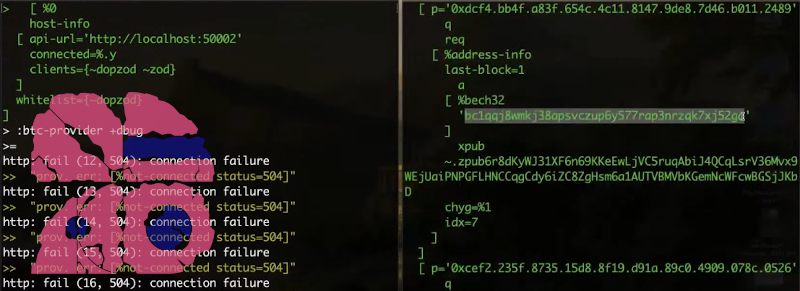 > [ %0
host-info
[ api-url='http://localhost:50002'
connected=%.y
clients={~dopzod ~zod}
]
whitelist={~dopzod}
]
> :btc-provider +dbug
>=
http: fail (12, 504): connection failure
>> "prov. err: [%not-connected status=504]"
http: fail (13, 504): connection failure
>> "prov. err: [%not-connected status=504]"
http: fail (14, 504): connection failure
>> "prov. err: [%not-connected status=504]"
http: fail (15, 504): connection failure
>> "prov. err: [%not-connected status=504]"
http: fail (16, 504): connection failure
[ p='0xdcf4.bb4f.a83f.654c.4c11.8147.9de8.7d46.b011.2489'
q
req
[ %address-info
last-block=1
a
[ %bech32
'bc1qqj8wmkj38apsvczup6y577rap3nrzqk7xj52gd'
]
xpub
~.zpub6r8dKyWJ31XF6n69KKeEwLjVC5ruqAbiJ4QCqLsrV36Mvx9
WEjUaiPNPGFLHNCCqgCdy6iZC8ZgHsm6a1AUTVBMVbKGemNcWFcwBGSjJKb
D
chyg=%1
idx=7
]
]
[ p='0xcef2.235f.8735.15d8.8f19.d91a.89c0.4909.078c.0526'
q